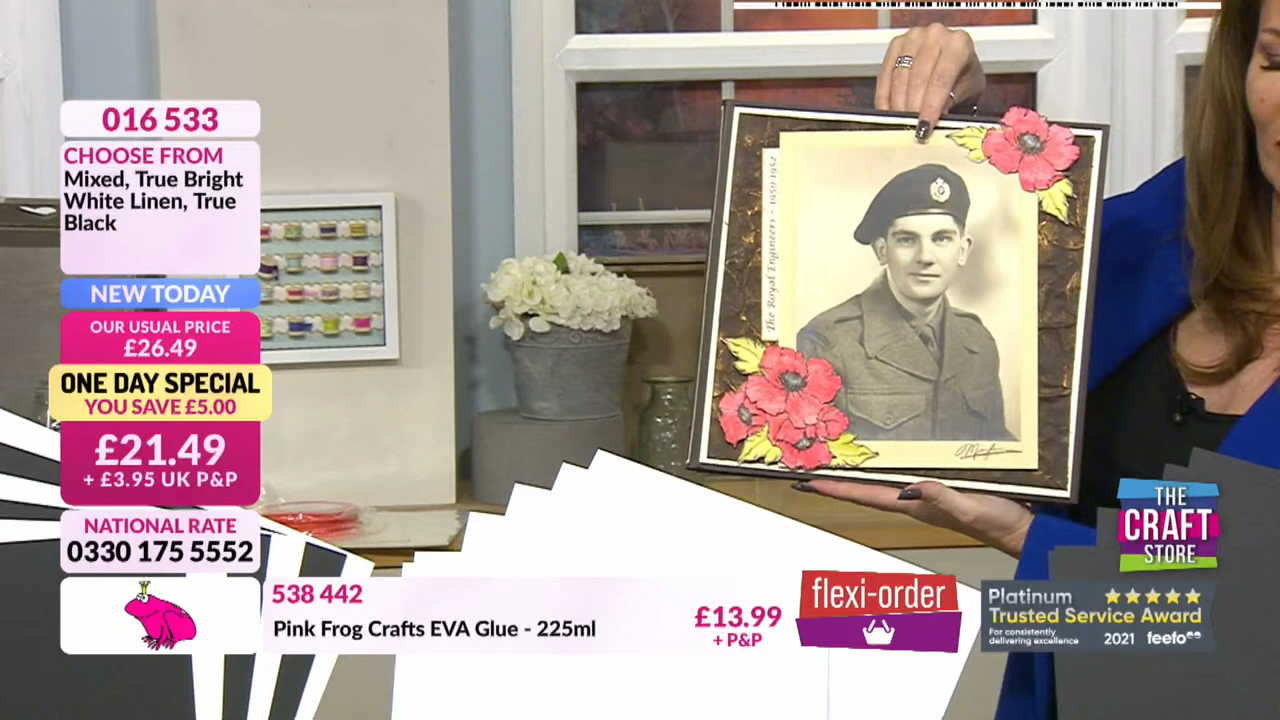 016 533
CHOOSE FROM
Mixed, True Bright
White Linen, True
Black
NEW TODAY
OUR USUAL PRICE
£26.49
ONE DAY SPECIAL
YOU SAVE £5.00
£21.49
+ £3.95 UK P&P
NATIONAL RATE
0330 175 5552
The Royal Engineers - 1950-1952
538 442
Pink Frog Crafts EVA Glue - 225ml
£13.99
+ P&P
flexi-order
THE
CRAFT
STORE
Platinum
Trusted Service Award
For consistently
delivering excellence
2021 feefo